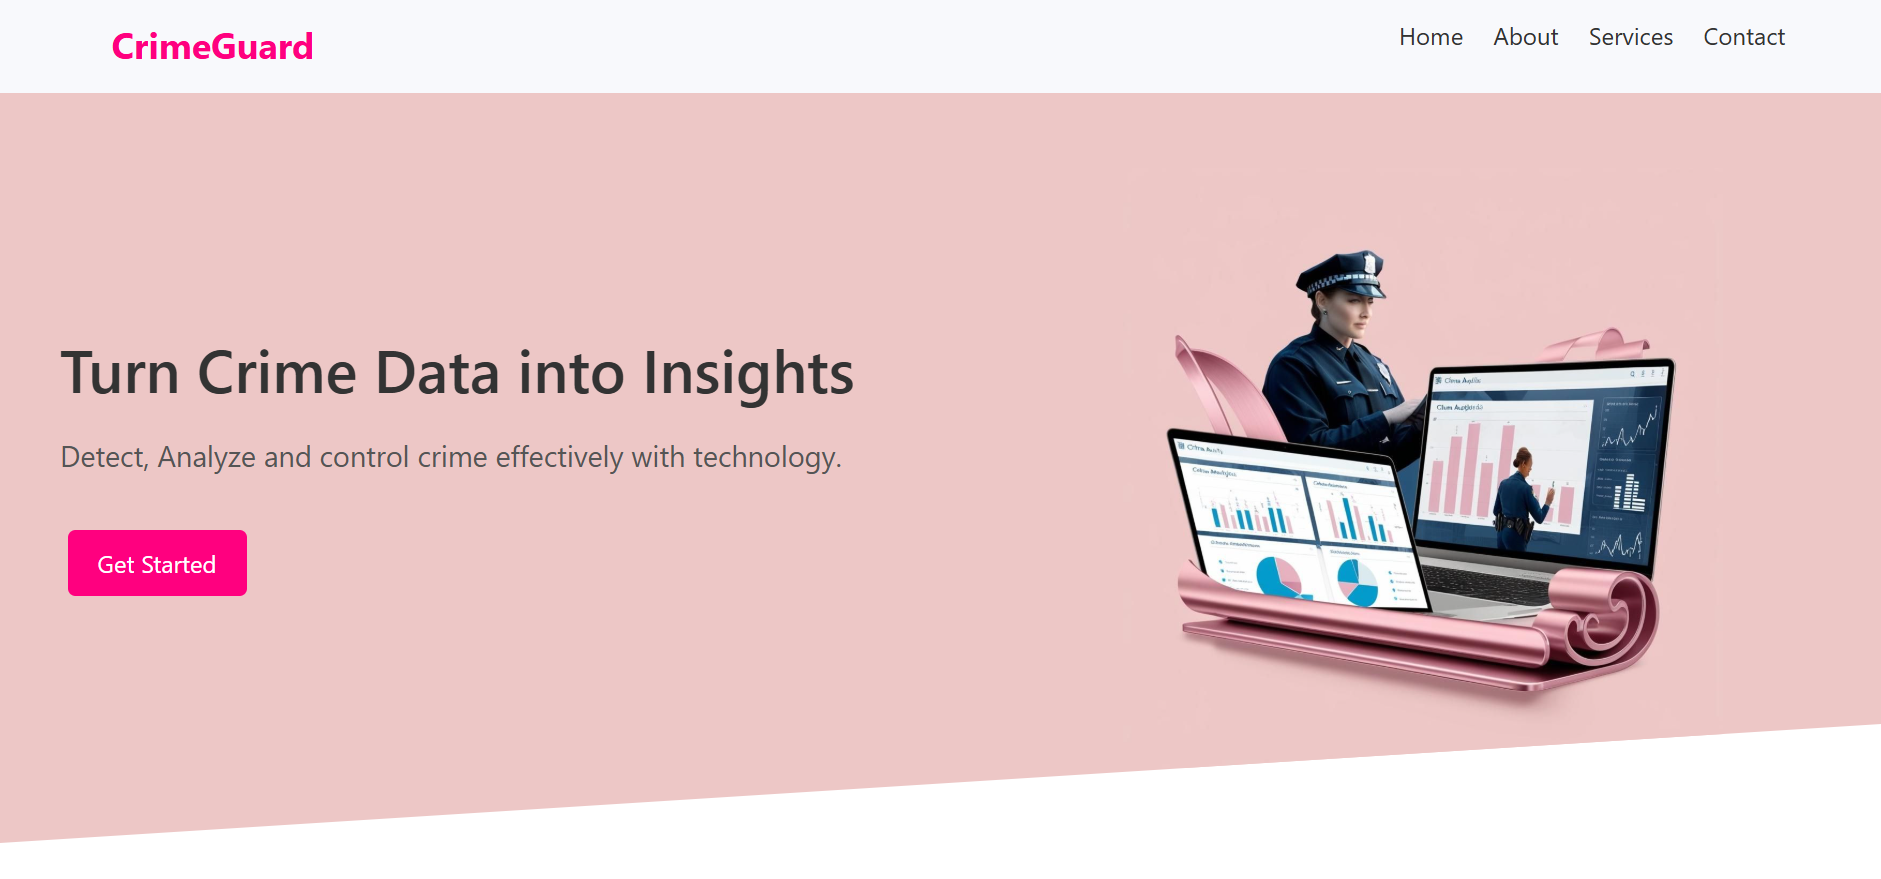 CrimeGuard
Home About Services Contact
Turn Crime Data into Insights
Detect, Analyze and control crime effectively with technology.
Get Started